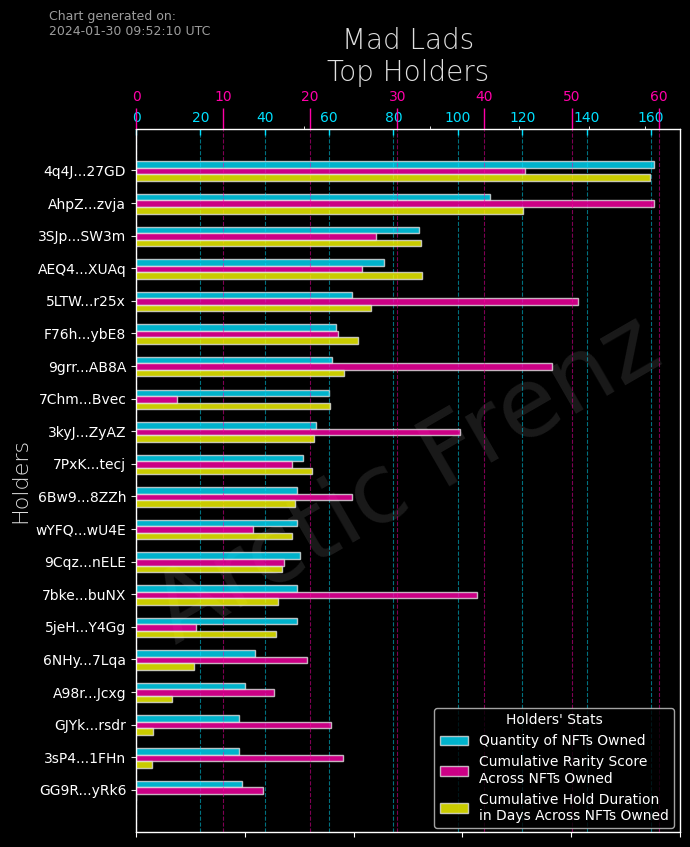 Chart generated on:
2024-01-30 09:52:10 UTC
Mad Lads
Top Holders
0 10 20 30 40 50 60
0 20 40 60 80 100 120 140 160
4q4J...27GD
AhpZ...zvja
3SJp...SW3m
AEQ4...XUAq
5LTW...r25x
F76h...ybE8
9grr...AB8A
7Chm...Bvec
3kyJ...ZyAZ
7PxK...tecj
6Bw9...8ZZh
wYFQ...wU4E
9Cqz...nELE
7bke...buNX
5jeH...Y4Gg
6NHy...7Lqa
A98r...Jcxg
GJYk...rsdr
3sP4...1FHn
GG9R...yRk6
Holders
Arctic Frenz
Holders' Stats
Quantity of NFTs Owned
Cumulative Rarity Score
Across NFTs Owned
Cumulative Hold Duration
in Days Across NFTs Owned